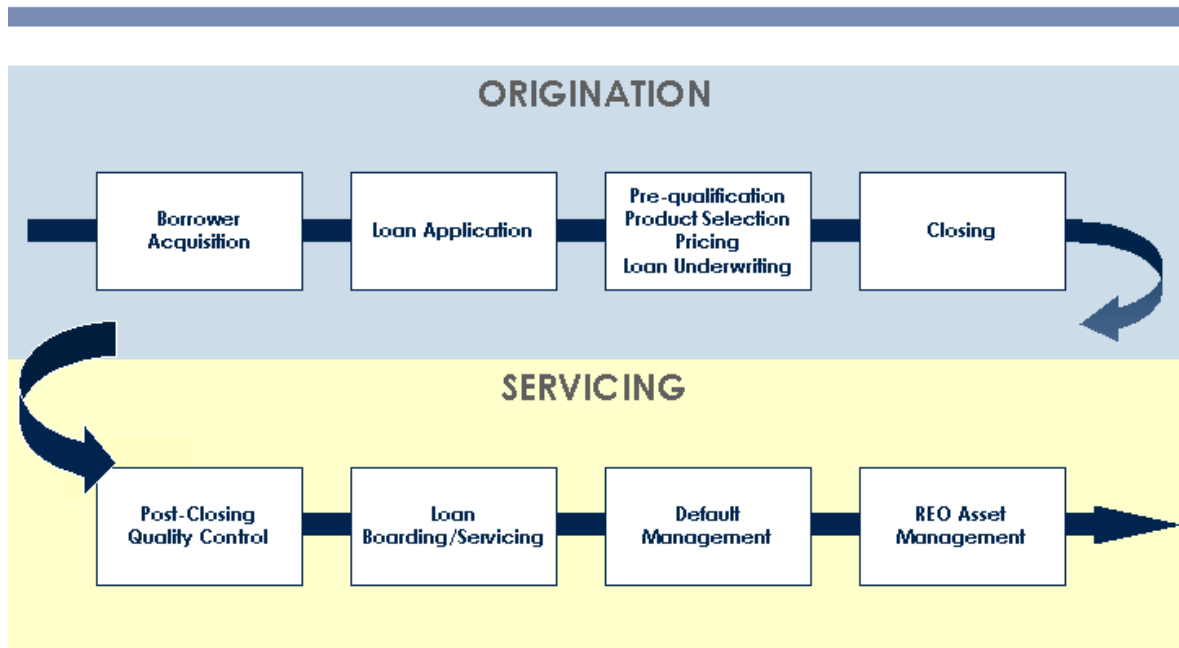 ORIGINATION
Borrower
Acquisition
Loan Application
Pre-qualification
Product Selection
Pricing
Loan Underwriting
Closing
SERVICING
Post-Closing
Quality Control
Loan
Boarding/Servicing
Default
Management
REO Asset
Management